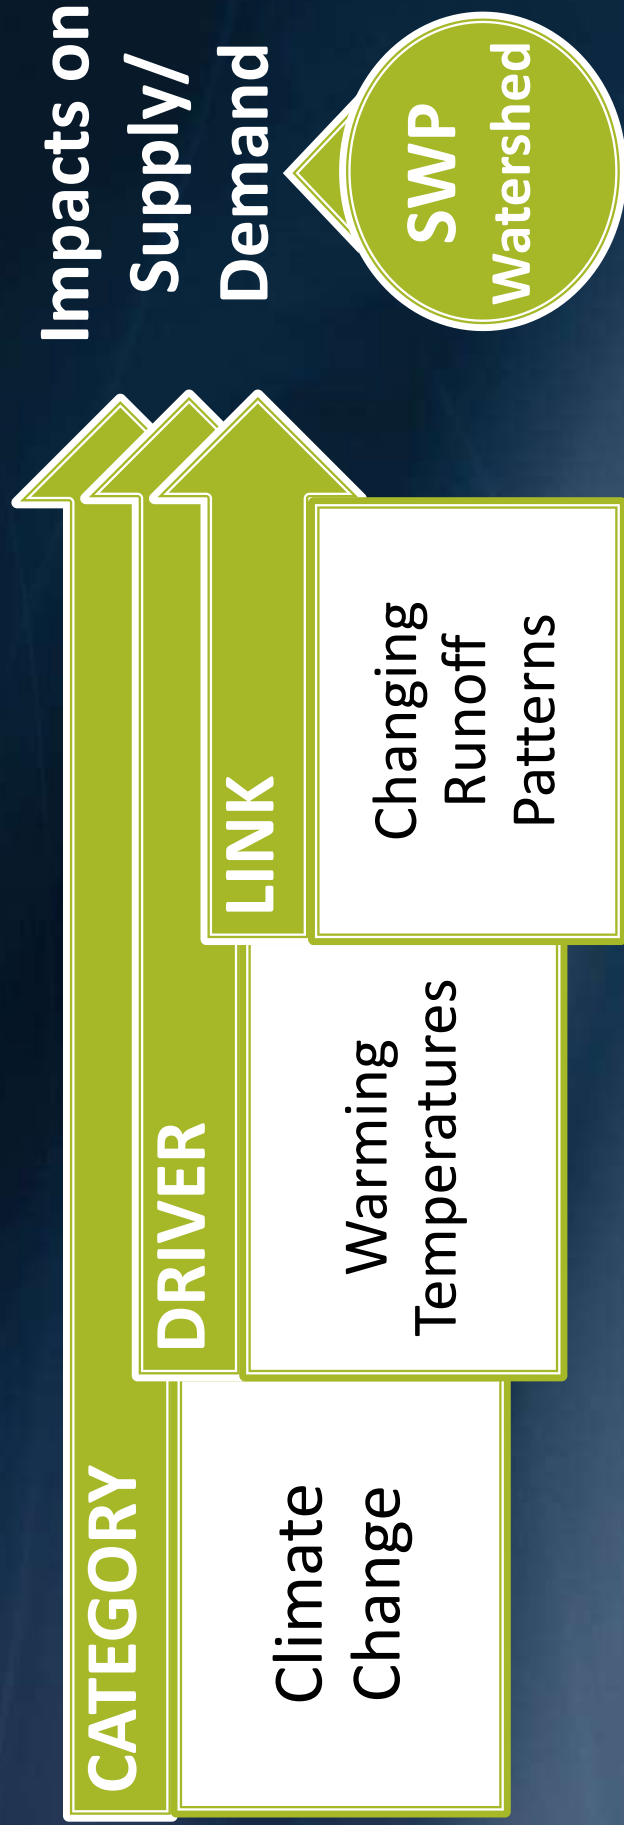 CATEGORY
Climate
Change
DRIVER
Warming
Temperatures
LINK
Changing
Runoff
Patterns
Impacts on
Supply/
Demand
SWP
Watershed